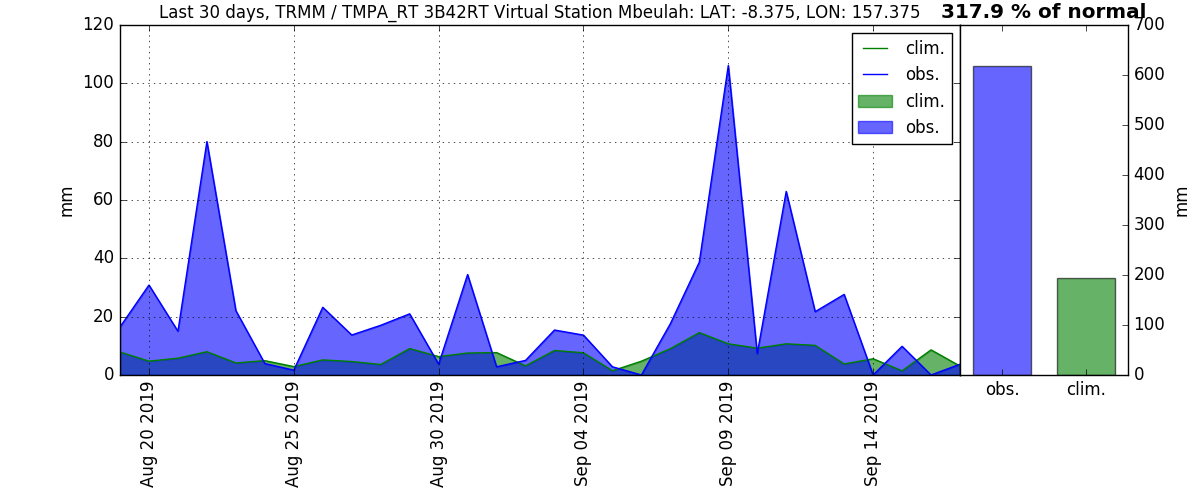 Last 30 days, TRMM / TMPA_RT 3B42RT Virtual Station Mbeulah: LAT: -8.375, LON: 157.375
317.9 % of normal
120
100
80
60
40
20
0
mm
clim.
obs.
clim.
obs.
Aug 20 2019
Aug 25 2019
Aug 30 2019
Sep 04 2019
Sep 09 2019
Sep 14 2019
700
600
500
400
300
200
100
0
mm
obs.
clim.